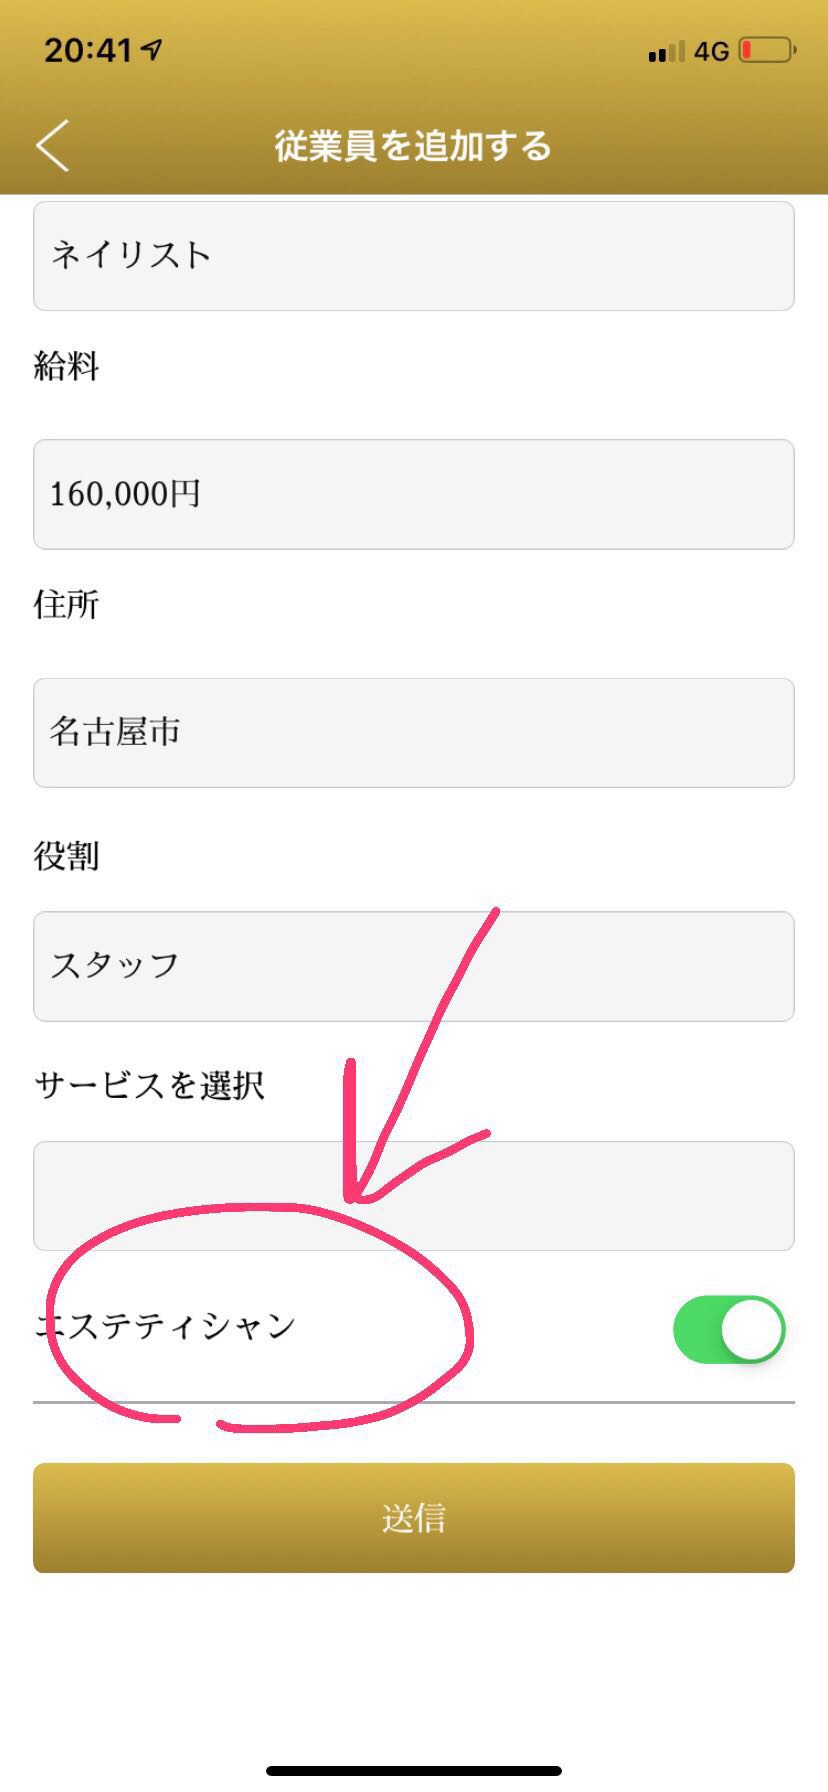 20:41 4G
従業員を追加する
ネイリスト
給料
160,000円
住所
名古屋市
役割
スタッフ
サービスを選択
エステティシャン
送信